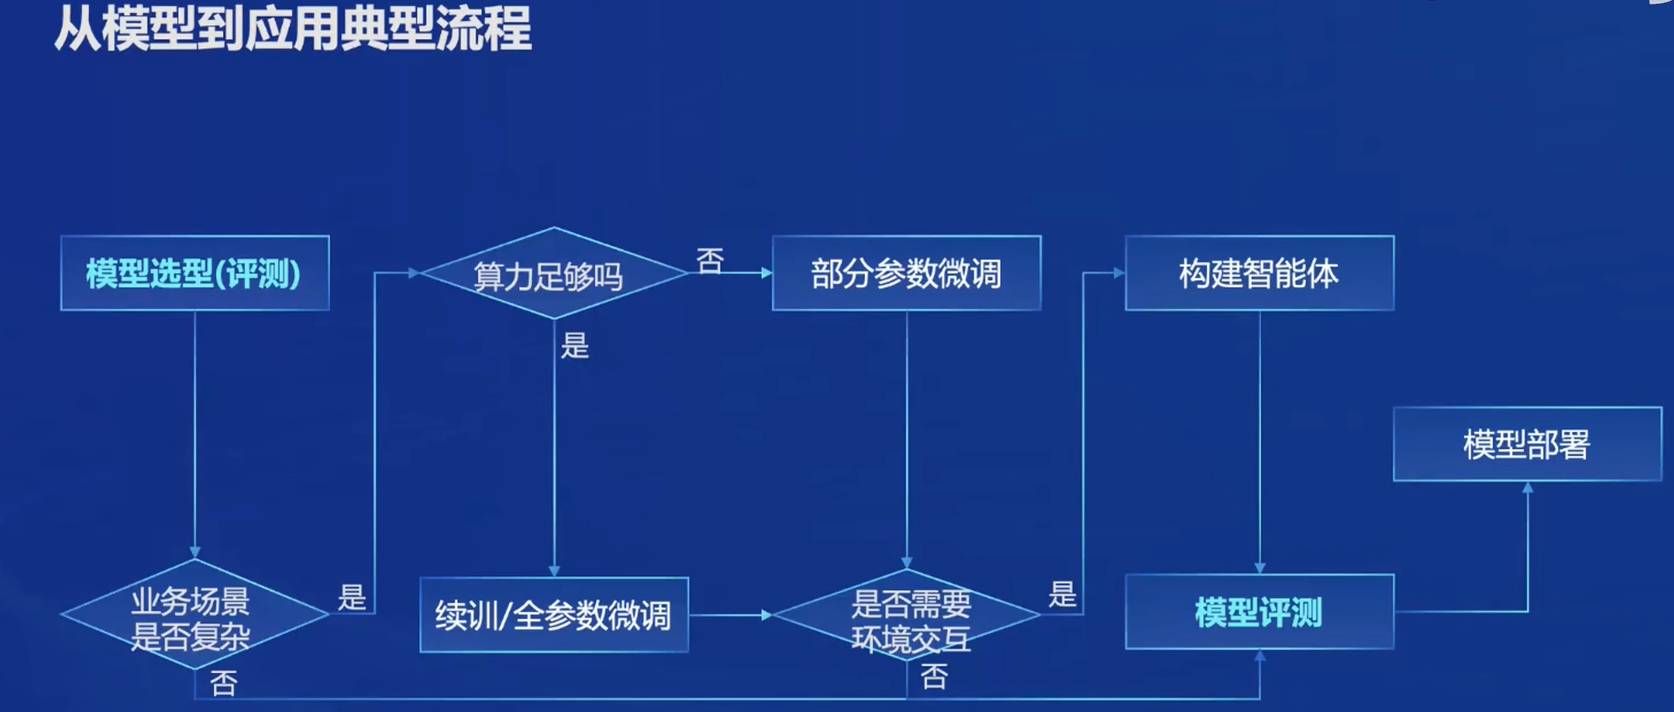 从模型到应用典型流程
模型选型(评测)
算力足够吗
否
部分参数微调
构建智能体
是
模型部署
业务场景
是否复杂
是
续训/全参数微调
是否需要
环境交互
是
模型评测
否
否